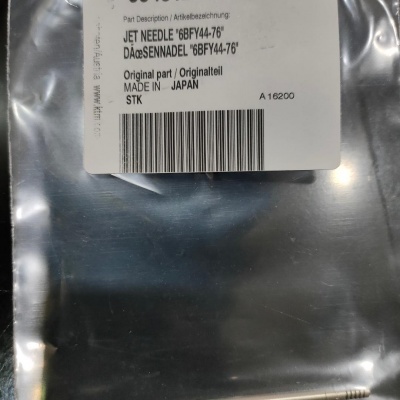 Part Description / Artikelbezeichnung:
JET NEEDLE "6BFY44-76"
DÃœSENNADEL "6BFY44-76"
Original part / Originalteil
MADE IN JAPAN
STK
A 16200